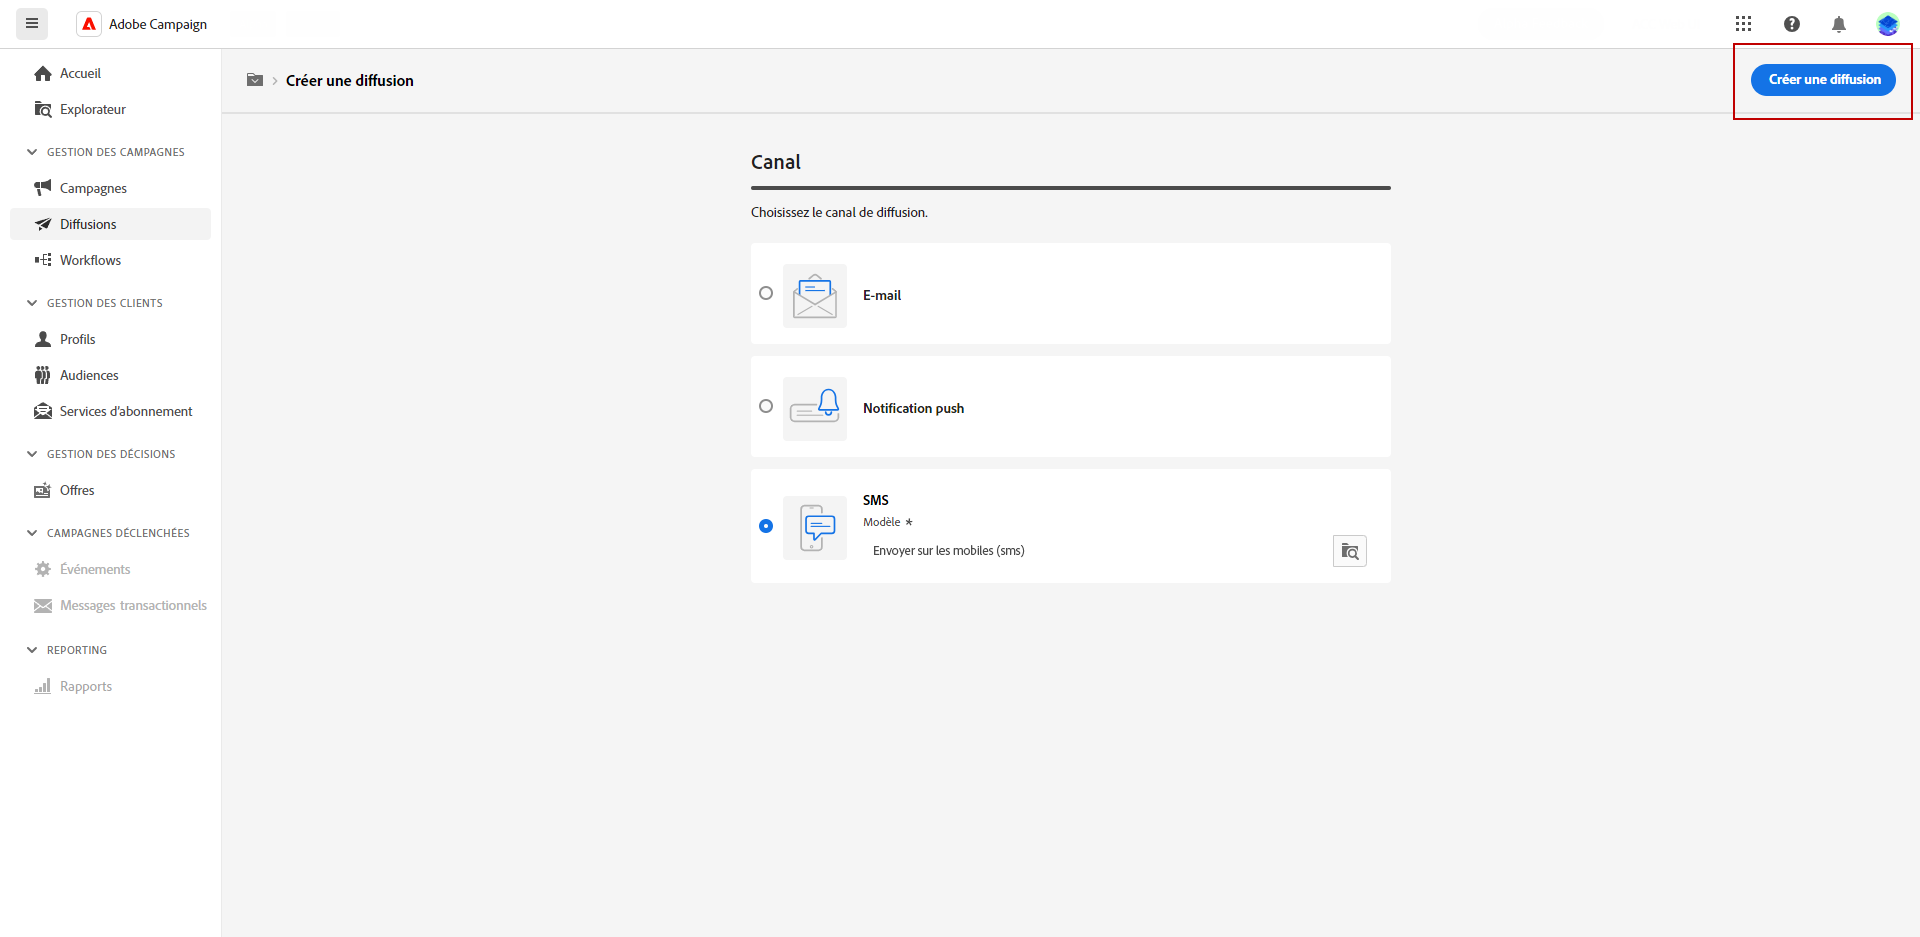 Adobe Campaign
Accueil
Explorateur
GESTION DES CAMPAGNES
Campagnes
Diffusions
Workflows
GESTION DES CLIENTS
Profils
Audiences
Services d'abonnement
GESTION DES DÉCISIONS
Offres
CAMPAGNES DÉCLENCHÉES
Événements
Messages transactionnels
REPORTING
Rapports
Créer une diffusion
Créer une diffusion
Canal
Choisissez le canal de diffusion.
E-mail
Notification push
SMS
Modèle *
Envoyer sur les mobiles (sms)